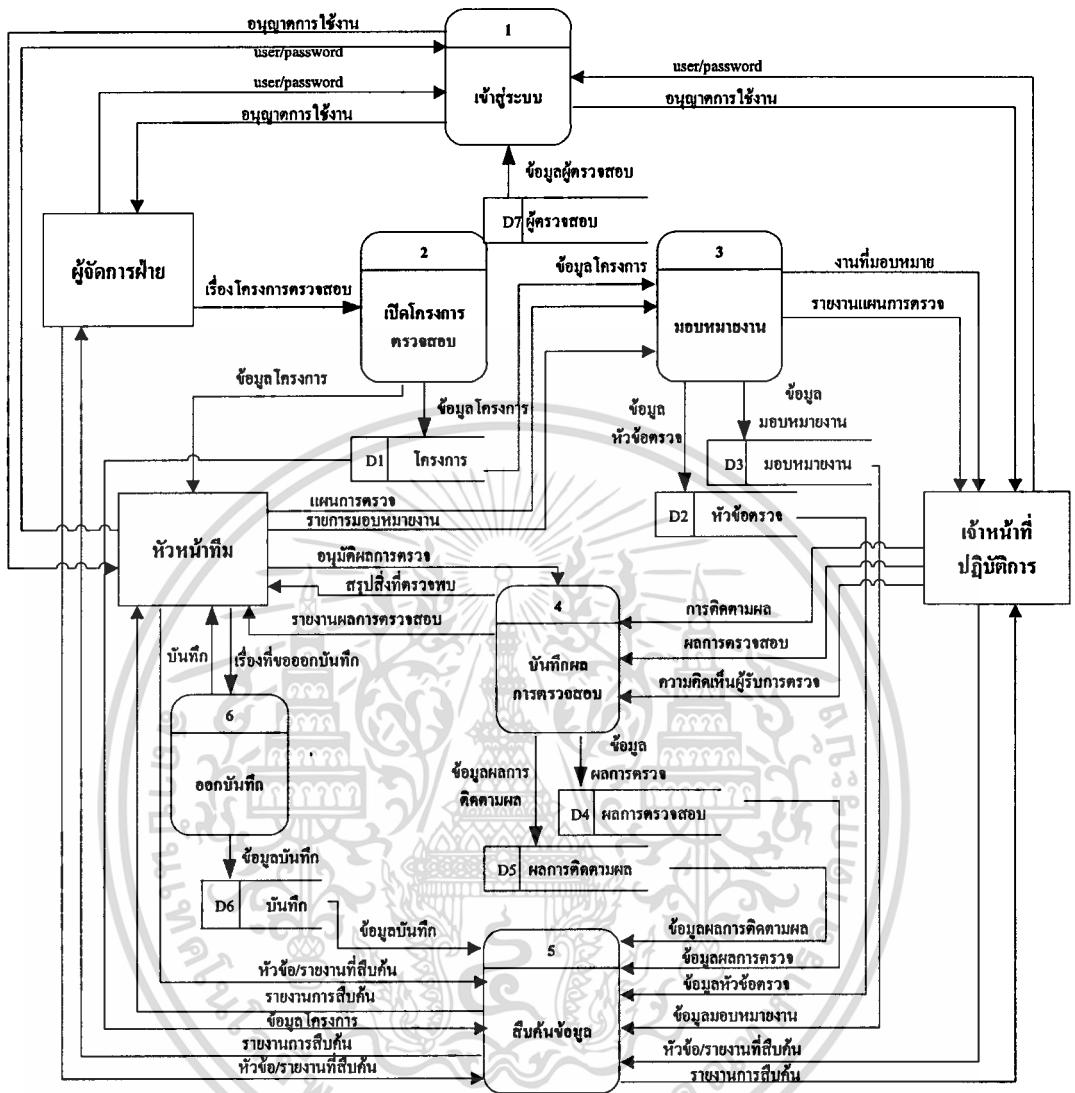 อนุญาตการใช้งาน
user/password
user/password
อนุญาตการใช้งาน
1
เข้าสู่ระบบ
user/password
อนุญาตการใช้งาน
ข้อมูลผู้ตรวจสอบ
D7 ผู้ตรวจสอบ
ผู้จัดการฝ่าย
เรื่องโครงการตรวจสอบ
2
เปิดโครงการ
ตรวจสอบ
ข้อมูลโครงการ
3
มอบหมายงาน
งานที่มอบหมาย
รายงานแผนการตรวจ
ข้อมูลโครงการ
ข้อมูลโครงการ
D1 โครงการ
ข้อมูล
หัวข้อตรวจ
ข้อมูล
มอบหมายงาน
D3 มอบหมายงาน
D2 หัวข้อตรวจ
หัวหน้าทีม
แผนการตรวจ
รายการมอบหมายงาน
อนุมัติผลการตรวจ
สรุปสิ่งที่ตรวจพบ
รายงานผลการตรวจสอบ
เจ้าหน้าที่
ปฏิบัติการ
4
บันทึกผล
การตรวจสอบ
การติดตามผล
ผลการตรวจสอบ
ความคิดเห็นผู้รับการตรวจ
บันทึก
เรื่องที่ขอออกบันทึก
6
ออกบันทึก
ข้อมูลผลการ
ติดตามผล
ข้อมูล
ผลการตรวจ
D4 ผลการตรวจสอบ
D5 ผลการติดตามผล
ข้อมูลบันทึก
D6 บันทึก
ข้อมูลบันทึก
5
สืบค้นข้อมูล
ข้อมูลผลการติดตามผล
ข้อมูลผลการตรวจ
ข้อมูลหัวข้อตรวจ
ข้อมูลมอบหมายงาน
หัวข้อ/รายงานที่สืบค้น
รายงานการสืบค้น
หัวข้อ/รายงานที่สืบค้น
รายงานการสืบค้น
ข้อมูลโครงการ
รายงานการสืบค้น
หัวข้อ/รายงานที่สืบค้น